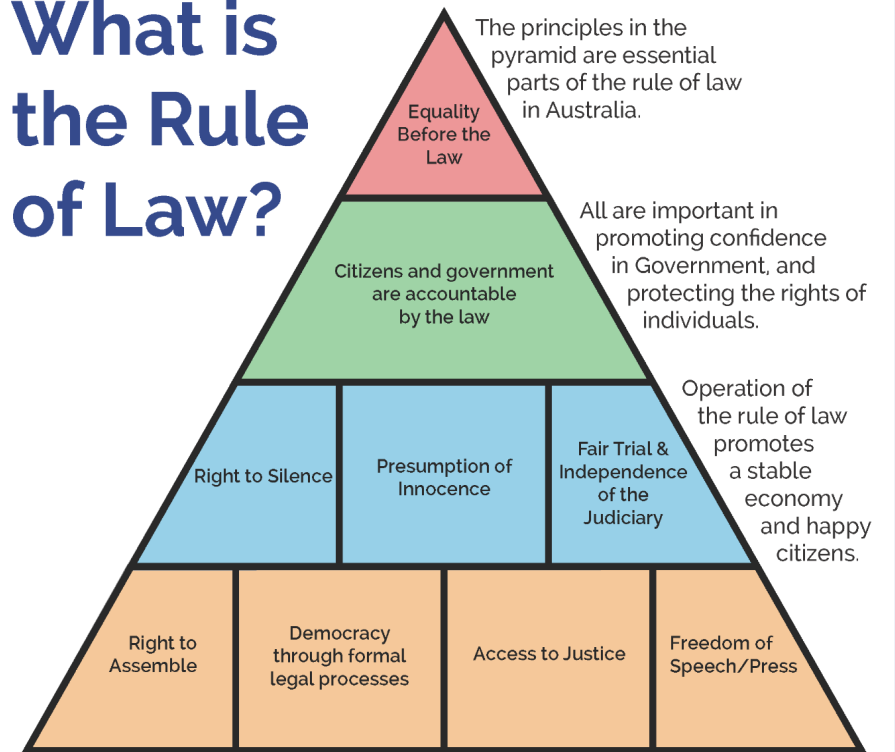 What is
the Rule
of Law?
The principles in the
pyramid are essential
parts of the rule of law
in Australia.
Equality
Before the
Law
All are important in
promoting confidence
in Government, and
protecting the rights of
individuals.
Citizens and government
are accountable
by the law
Operation of
the rule of law
promotes
a stable
economy
and happy
citizens.
Right to Silence
Presumption of
Innocence
Fair Trial &
Independence
of the
Judiciary
Right to
Assemble
Democracy
through formal
legal processes
Access to Justice
Freedom of
Speech/Press